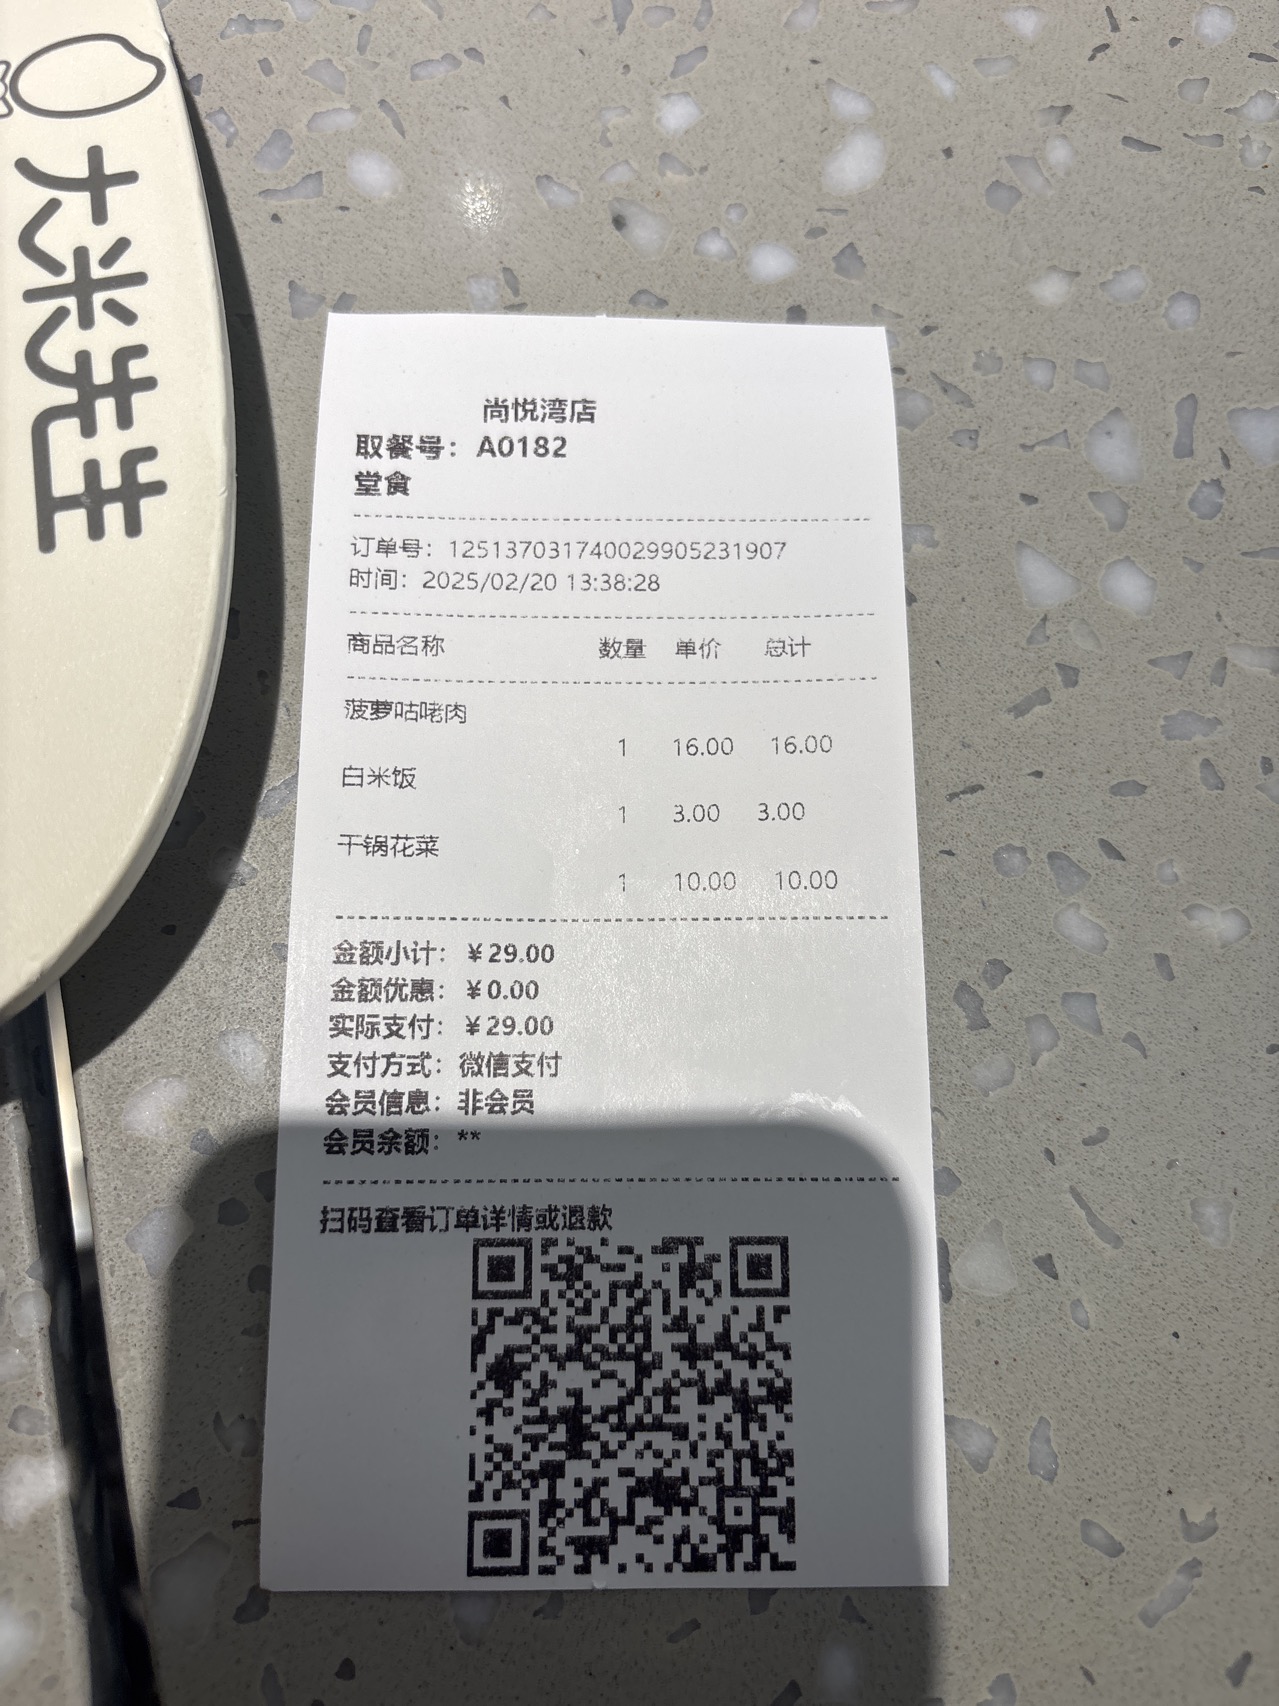 大米先生
尚悦湾店
取餐号：A0182
堂食
订单号：12513703174002990523​1907
时间：2025/02/20 13:38:28
商品名称 数量 单价 总计
菠萝咕咾肉
1 16.00 16.00
白米饭
1 3.00 3.00
干锅花菜
1 10.00 10.00
金额小计：￥29.00
金额优惠：￥0.00
实际支付：￥29.00
支付方式：微信支付
会员信息：非会员
会员余额：**
扫码查看订单详情或退款